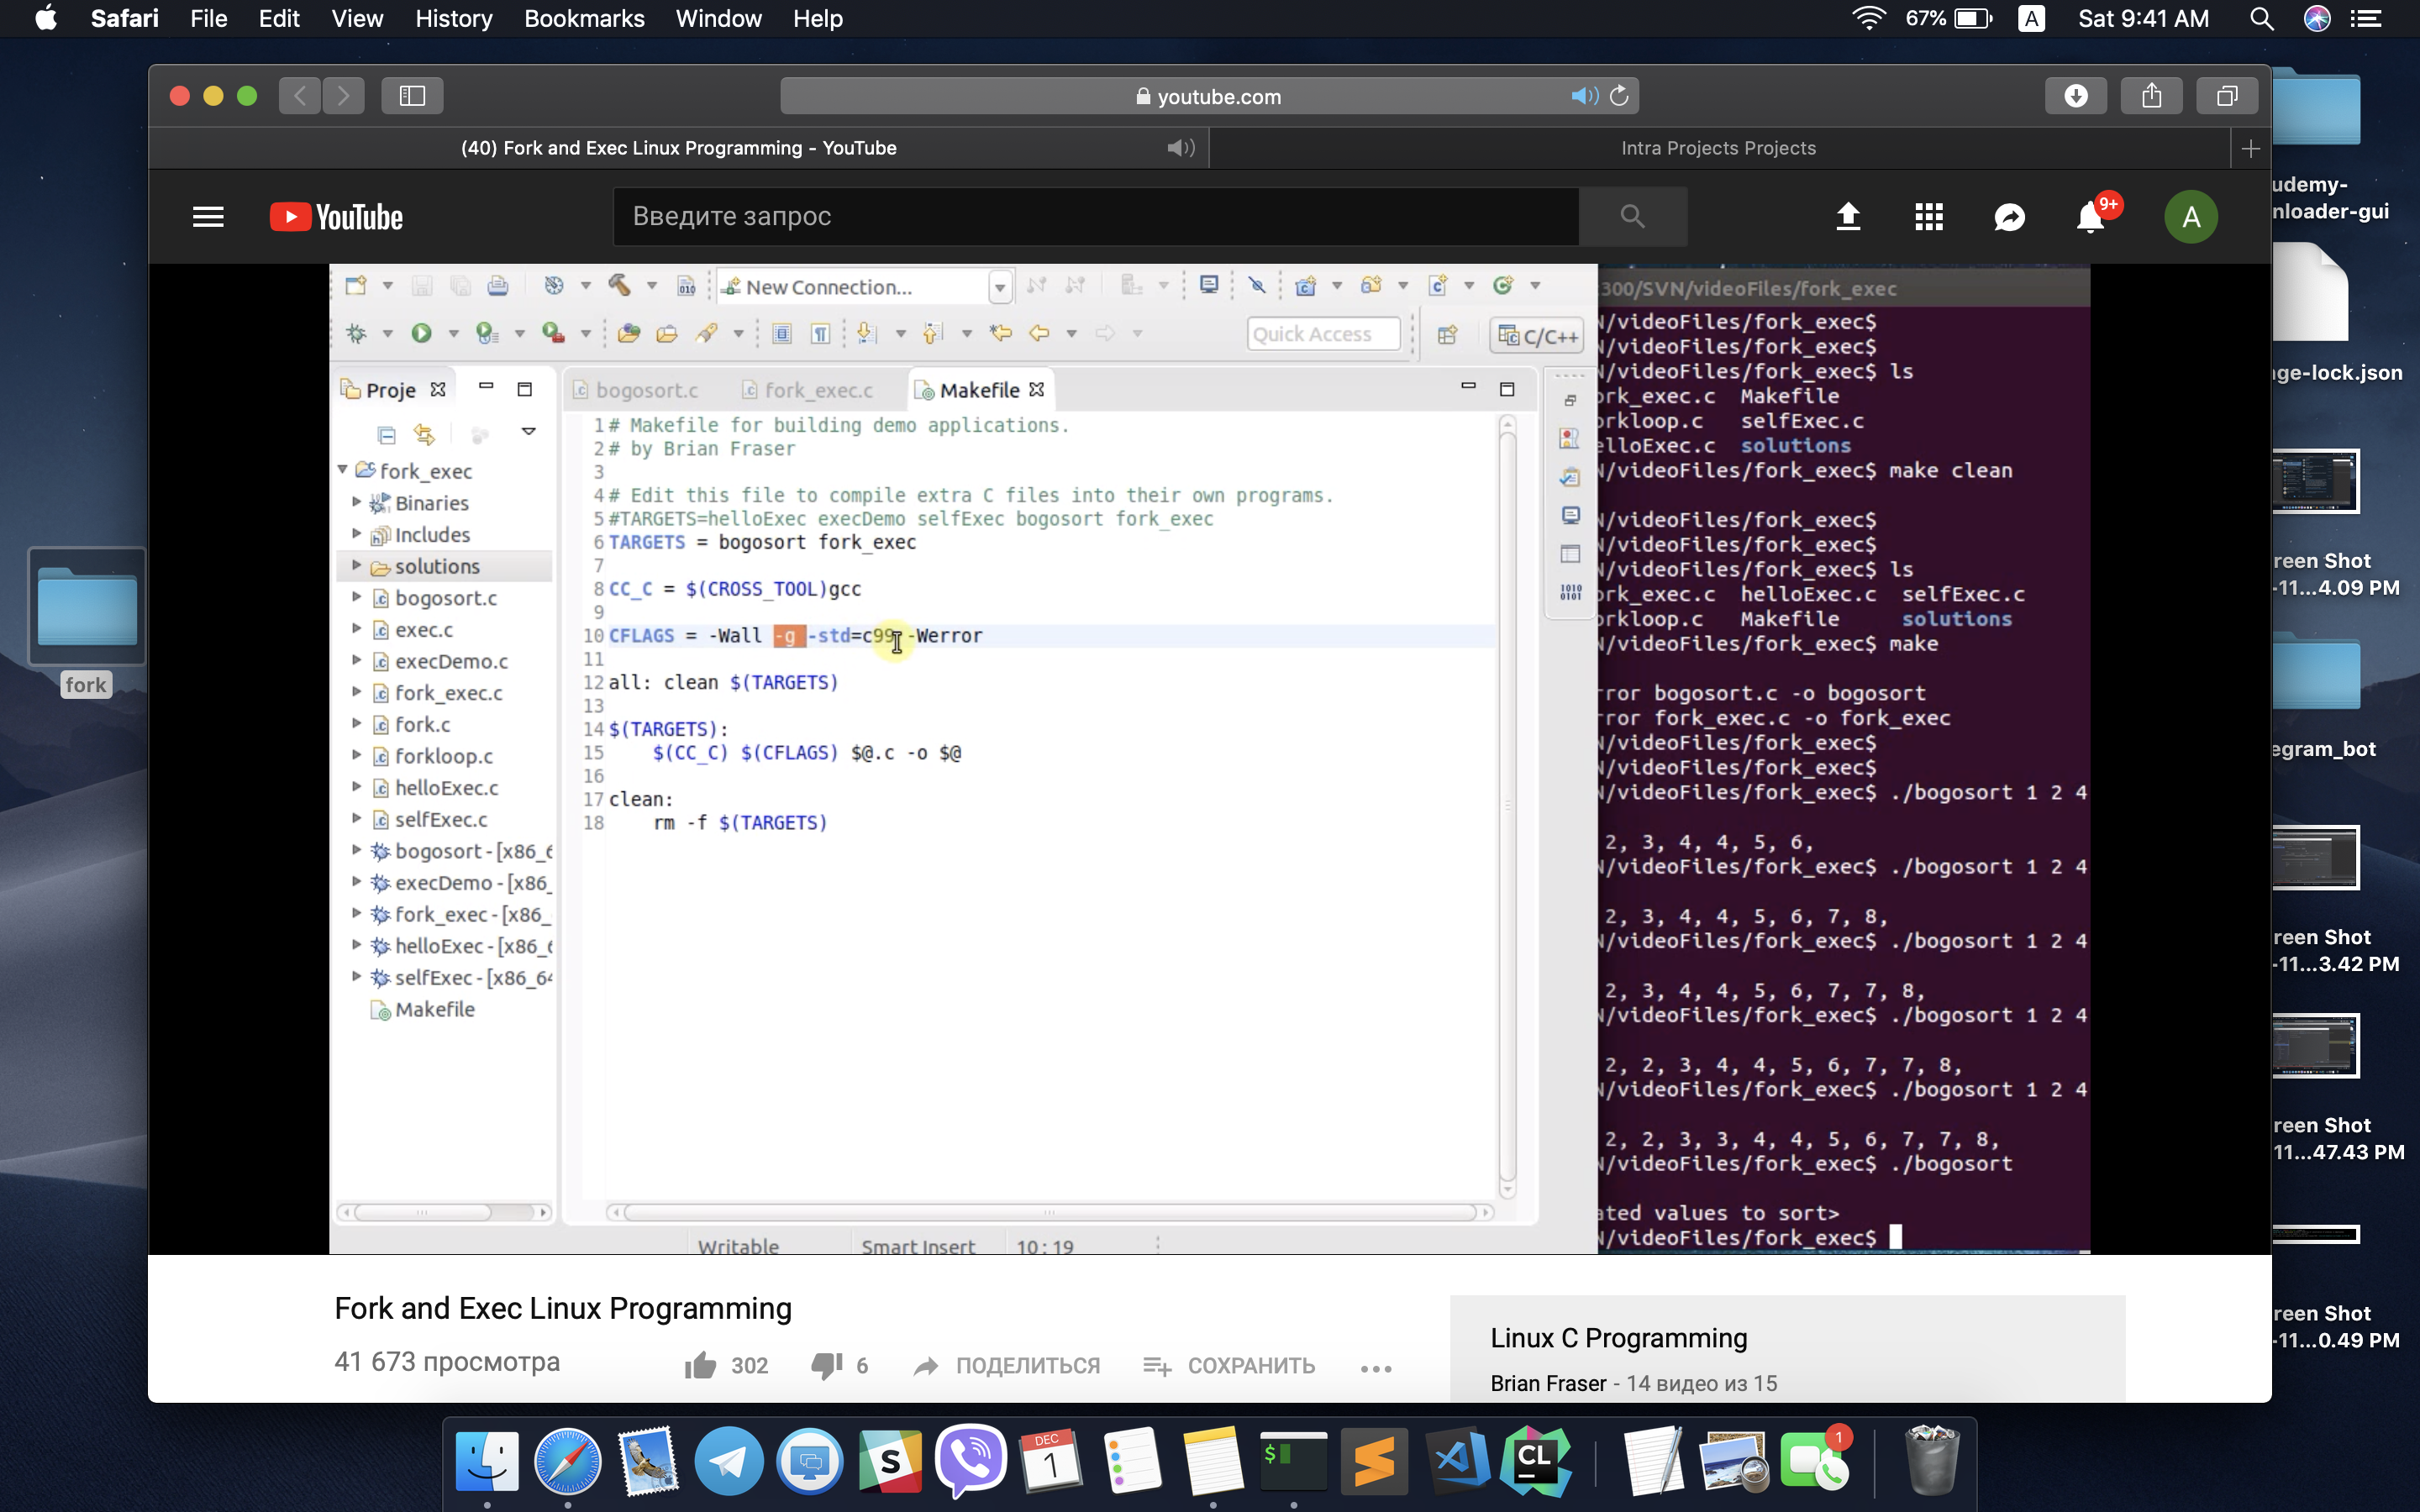 Safari File Edit View History Bookmarks Window Help
67% A Sat 9:41 AM
youtube.com
(40) Fork and Exec Linux Programming - YouTube
Intra Projects Projects
YouTube
Введите запрос
9+
A
New Connection...
Quick Access
C/C++
Proje
fork_exec
Binaries
Includes
solutions
bogosort.c
exec.c
execDemo.c
fork_exec.c
fork.c
forkloop.c
helloExec.c
selfExec.c
bogosort - [x86_6
execDemo - [x86_
fork_exec - [x86_
helloExec - [x86_6
selfExec - [x86_64
Makefile
bogosort.c fork_exec.c Makefile
1 # Makefile for building demo applications.
2 # by Brian Fraser
3
4 # Edit this file to compile extra C files into their own programs.
5 #TARGETS=helloExec execDemo selfExec bogosort fork_exec
6 TARGETS = bogosort fork_exec
7
8 CC_C = $(CROSS_TOOL)gcc
9
10 CFLAGS = -Wall -g -std=c99 -Werror
11
12 all: clean $(TARGETS)
13
14 $(TARGETS):
15 $(CC_C) $(CFLAGS) $@.c -o $@
16
17 clean:
18 rm -f $(TARGETS)
Writable Smart Insert 10:19
300/SVN/videoFiles/fork_exec
N/videoFiles/fork_exec$
N/videoFiles/fork_exec$
N/videoFiles/fork_exec$ ls
ork_exec.c Makefile
orkloop.c selfExec.c
elloExec.c solutions
N/videoFiles/fork_exec$ make clean
N/videoFiles/fork_exec$
N/videoFiles/fork_exec$
N/videoFiles/fork_exec$ ls
ork_exec.c helloExec.c selfExec.c
orkloop.c Makefile solutions
N/videoFiles/fork_exec$ make
rror bogosort.c -o bogosort
rror fork_exec.c -o fork_exec
N/videoFiles/fork_exec$
N/videoFiles/fork_exec$
N/videoFiles/fork_exec$ ./bogosort 1 2 4
2, 3, 4, 4, 5, 6,
N/videoFiles/fork_exec$ ./bogosort 1 2 4
2, 3, 4, 4, 5, 6, 7, 8,
N/videoFiles/fork_exec$ ./bogosort 1 2 4
2, 3, 4, 4, 5, 6, 7, 7, 8,
N/videoFiles/fork_exec$ ./bogosort 1 2 4
2, 2, 3, 4, 4, 5, 6, 7, 7, 8,
N/videoFiles/fork_exec$ ./bogosort 1 2 4
2, 2, 3, 3, 4, 4, 5, 6, 7, 7, 8,
N/videoFiles/fork_exec$ ./bogosort
ated values to sort>
N/videoFiles/fork_exec$
Fork and Exec Linux Programming
41 673 просмотра
302 6 ПОДЕЛИТЬСЯ СОХРАНИТЬ
Linux C Programming
Brian Fraser - 14 видео из 15
fork
udemy-
nloader-gui
ge-lock.json
reen Shot
-11...4.09 PM
egram_bot
reen Shot
-11...3.42 PM
reen Shot
11...47.43 PM
reen Shot
-11...0.49 PM
S
DEC
1
$
CL
1